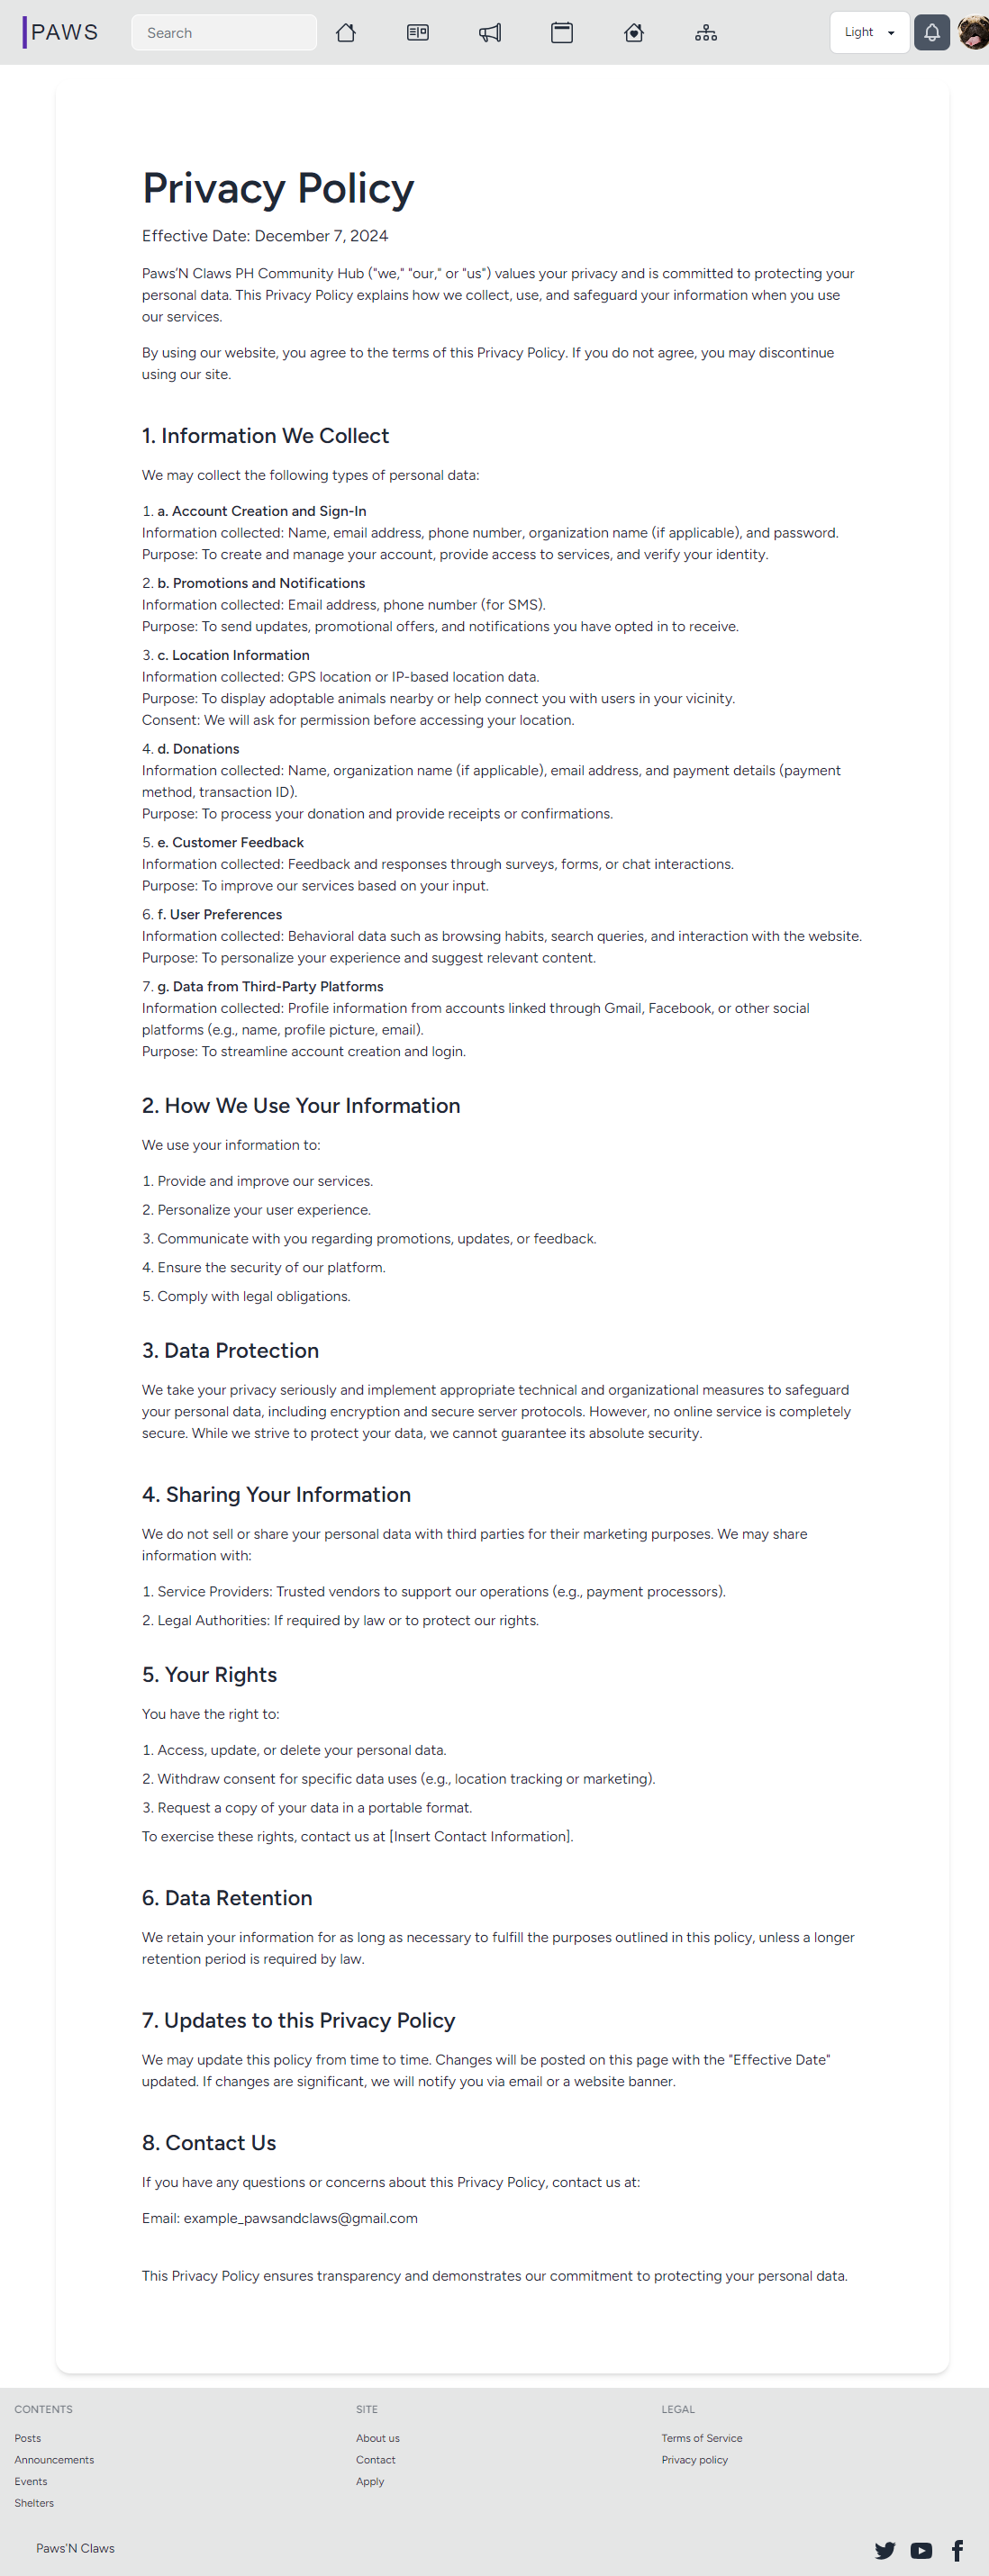 PAWS
Search
Light
Privacy Policy
Effective Date: December 7, 2024
Paws'N Claws PH Community Hub ("we," "our," or "us") values your privacy and is committed to protecting your
personal data. This Privacy Policy explains how we collect, use, and safeguard your information when you use
our services.
By using our website, you agree to the terms of this Privacy Policy. If you do not agree, you may discontinue
using our site.
1. Information We Collect
We may collect the following types of personal data:
1. a. Account Creation and Sign-In
Information collected: Name, email address, phone number, organization name (if applicable), and password.
Purpose: To create and manage your account, provide access to services, and verify your identity.
2. b. Promotions and Notifications
Information collected: Email address, phone number (for SMS).
Purpose: To send updates, promotional offers, and notifications you have opted in to receive.
3. c. Location Information
Information collected: GPS location or IP-based location data.
Purpose: To display adoptable animals nearby or help connect you with users in your vicinity.
Consent: We will ask for permission before accessing your location.
4. d. Donations
Information collected: Name, organization name (if applicable), email address, and payment details (payment
method, transaction ID).
Purpose: To process your donation and provide receipts or confirmations.
5. e. Customer Feedback
Information collected: Feedback and responses through surveys, forms, or chat interactions.
Purpose: To improve our services based on your input.
6. f. User Preferences
Information collected: Behavioral data such as browsing habits, search queries, and interaction with the website.
Purpose: To personalize your experience and suggest relevant content.
7. g. Data from Third-Party Platforms
Information collected: Profile information from accounts linked through Gmail, Facebook, or other social
platforms (e.g., name, profile picture, email).
Purpose: To streamline account creation and login.
2. How We Use Your Information
We use your information to:
1. Provide and improve our services.
2. Personalize your user experience.
3. Communicate with you regarding promotions, updates, or feedback.
4. Ensure the security of our platform.
5. Comply with legal obligations.
3. Data Protection
We take your privacy seriously and implement appropriate technical and organizational measures to safeguard
your personal data, including encryption and secure server protocols. However, no online service is completely
secure. While we strive to protect your data, we cannot guarantee its absolute security.
4. Sharing Your Information
We do not sell or share your personal data with third parties for their marketing purposes. We may share
information with:
1. Service Providers: Trusted vendors to support our operations (e.g., payment processors).
2. Legal Authorities: If required by law or to protect our rights.
5. Your Rights
You have the right to:
1. Access, update, or delete your personal data.
2. Withdraw consent for specific data uses (e.g., location tracking or marketing).
3. Request a copy of your data in a portable format.
To exercise these rights, contact us at [Insert Contact Information].
6. Data Retention
We retain your information for as long as necessary to fulfill the purposes outlined in this policy, unless a longer
retention period is required by law.
7. Updates to this Privacy Policy
We may update this policy from time to time. Changes will be posted on this page with the "Effective Date"
updated. If changes are significant, we will notify you via email or a website banner.
8. Contact Us
If you have any questions or concerns about this Privacy Policy, contact us at:
Email: example_pawsandclaws@gmail.com
This Privacy Policy ensures transparency and demonstrates our commitment to protecting your personal data.
CONTENTS
Posts
Announcements
Events
Shelters
SITE
About us
Contact
Apply
LEGAL
Terms of Service
Privacy policy
Paws'N Claws